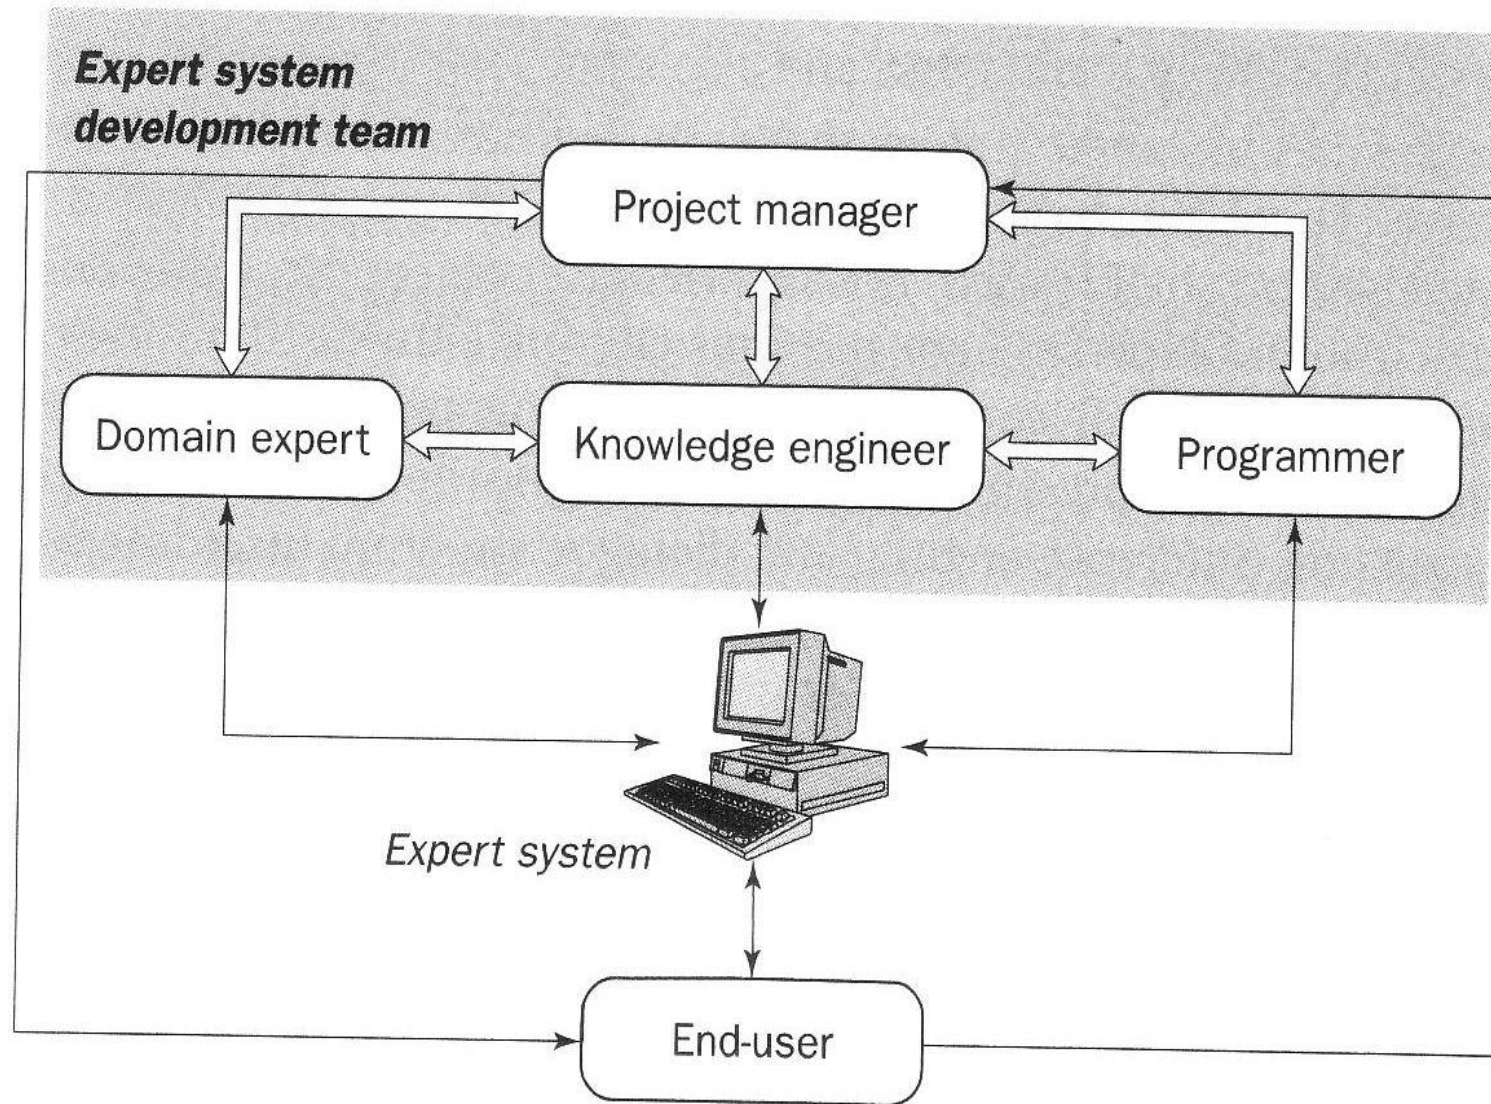 Expert system
development team
Project manager
Domain expert
Knowledge engineer
Programmer
Expert system
End-user